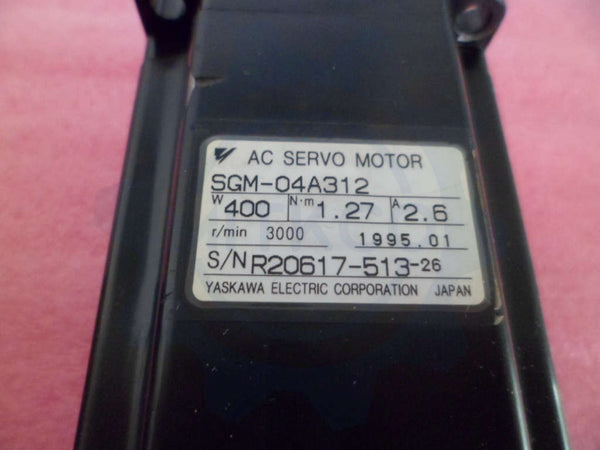 AC SERVO MOTOR
SGM-04A312
W 400 N·m 1.27 A 2.6
r/min 3000 1995.01
S/N R20617-513-26
YASKAWA ELECTRIC CORPORATION JAPAN